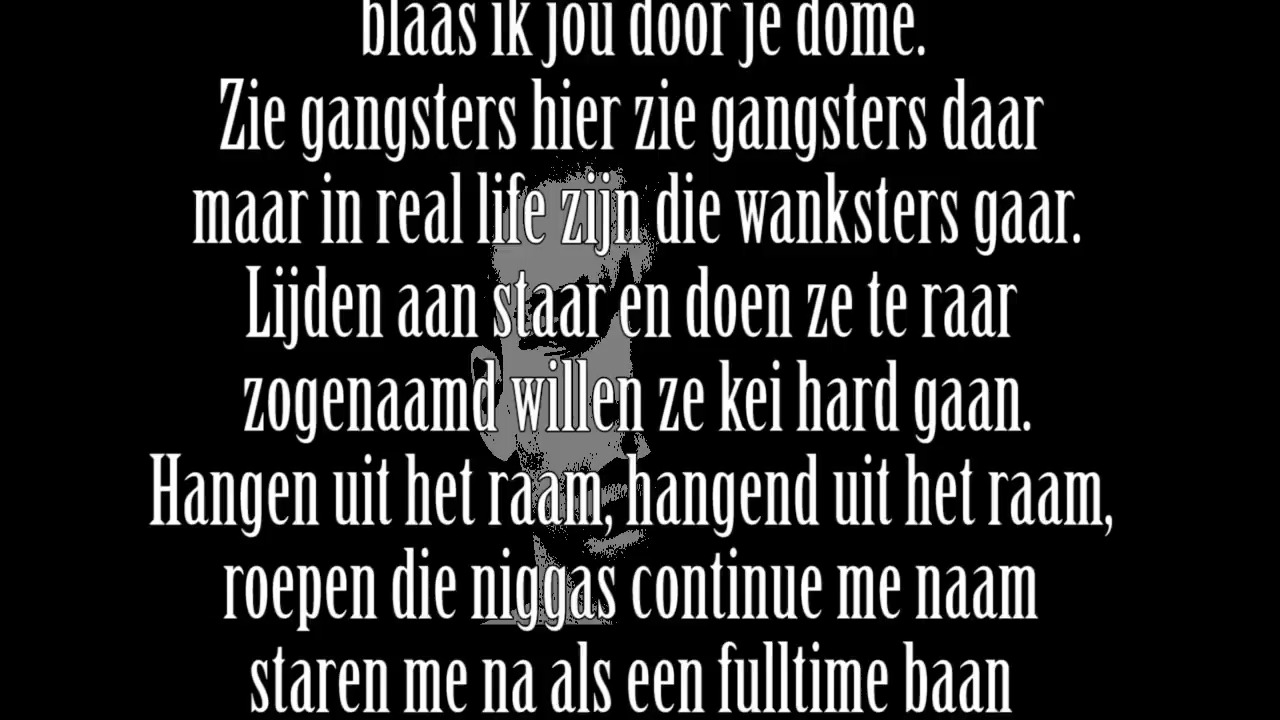 blaas ik jou door je dome.
Zie gangsters hier zie gangsters daar
maar in real life zijn die wanksters gaar.
Lijden aan staar en doen ze te raar
zogenaamd willen ze kei hard gaan.
Hangen uit het raam, hangend uit het raam,
roepen die niggas continue me naam
staren me na als een fulltime baan